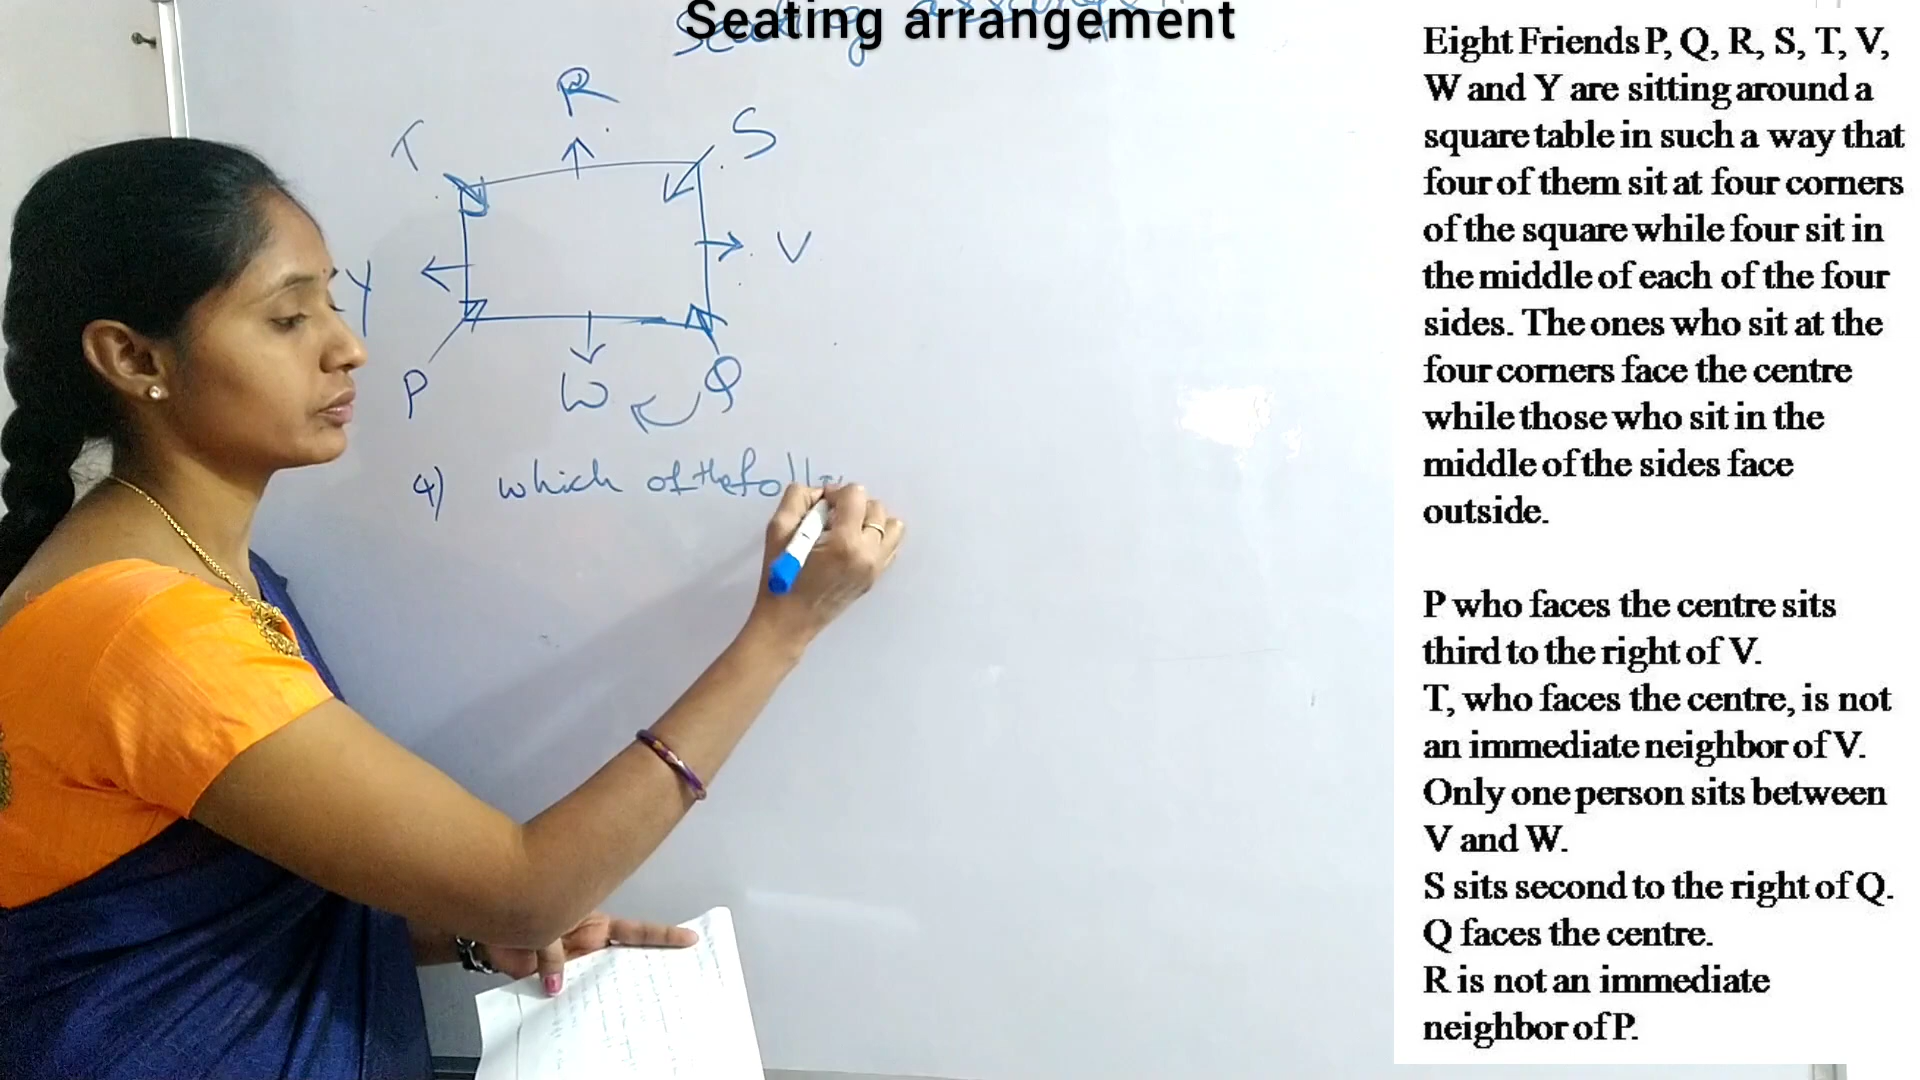 Seating arrangement
R
T
S
Y
V
P
W
Q
4) which of the foll
Eight Friends P, Q, R, S, T, V,
W and Y are sitting around a
square table in such a way that
four of them sit at four corners
of the square while four sit in
the middle of each of the four
sides. The ones who sit at the
four corners face the centre
while those who sit in the
middle of the sides face
outside.
P who faces the centre sits
third to the right of V.
T, who faces the centre, is not
an immediate neighbor of V.
Only one person sits between
V and W.
S sits second to the right of Q.
Q faces the centre.
R is not an immediate
neighbor of P.